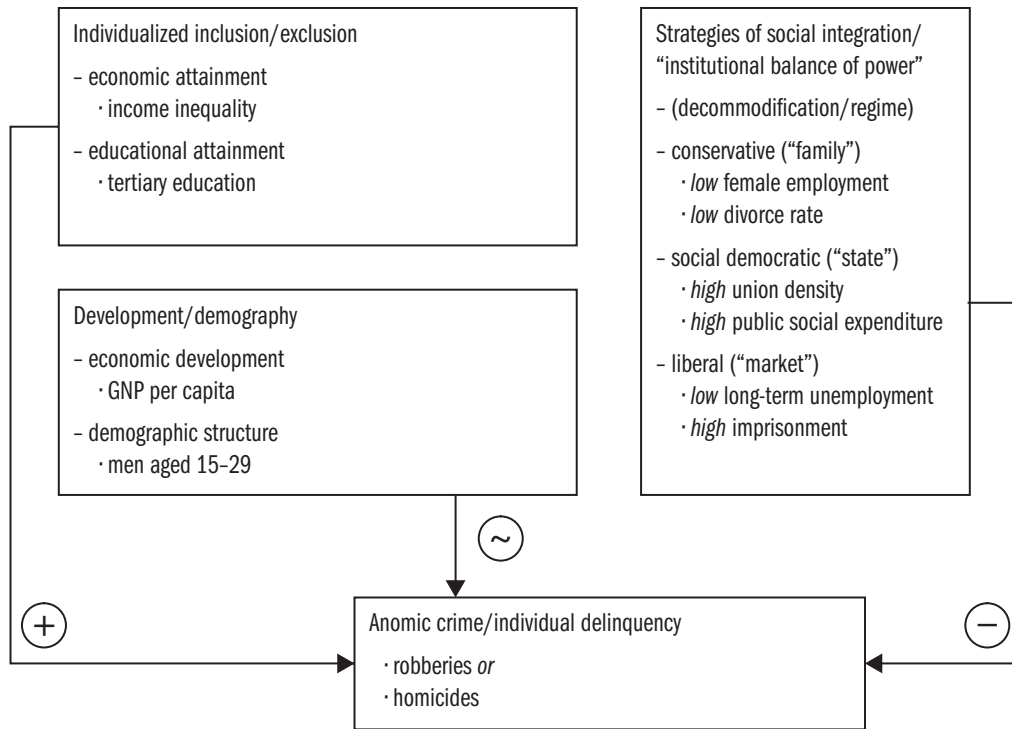 Individualized inclusion/exclusion
– economic attainment
· income inequality
– educational attainment
· tertiary education
Development/demography
– economic development
· GNP per capita
– demographic structure
· men aged 15–29
Strategies of social integration/
“institutional balance of power”
– (decommodification/regime)
– conservative (“family”)
· low female employment
· low divorce rate
– social democratic (“state”)
· high union density
· high public social expenditure
– liberal (“market”)
· low long-term unemployment
· high imprisonment
~
+
−
Anomic crime/individual delinquency
· robberies or
· homicides